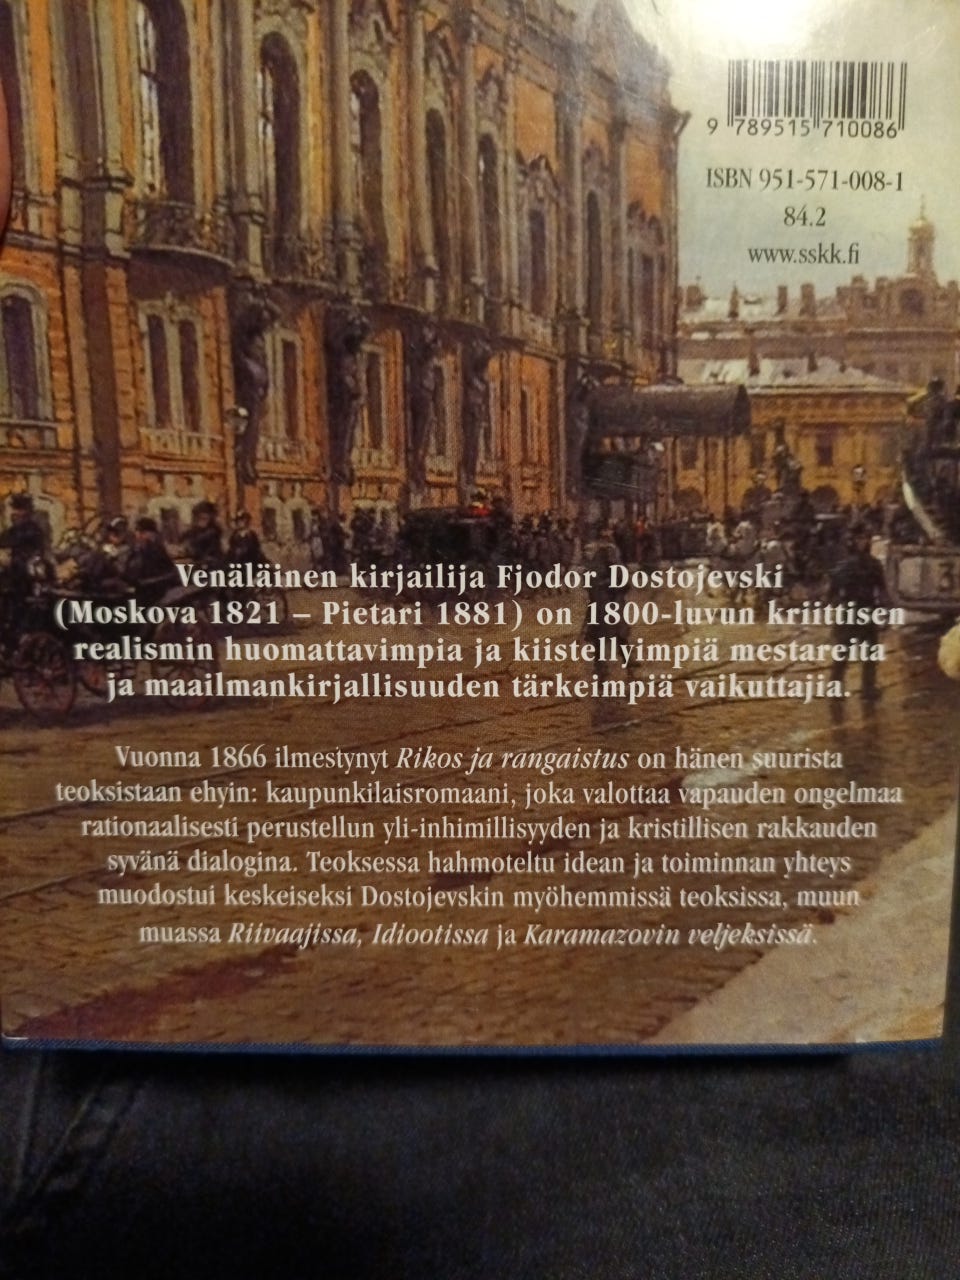 9 789515 710086
ISBN 951-571-008-1
84.2
www.sskk.fi
Venäläinen kirjailija Fjodor Dostojevski
(Moskova 1821 – Pietari 1881) on 1800-luvun kriittisen
realismin huomattavimpia ja kiistellyimpiä mestareita
ja maailmankirjallisuuden tärkeimpiä vaikuttajia.
Vuonna 1866 ilmestynyt Rikos ja rangaistus on hänen suurista
teoksistaan ehyin: kaupunkilaisromaani, joka valottaa vapauden ongelmaa
rationaalisesti perustellun yli-inhimillisyyden ja kristillisen rakkauden
syvänä dialogina. Teoksessa hahmoteltu idean ja toiminnan yhteys
muodostui keskeiseksi Dostojevskin myöhemmissä teoksissa, muun
muassa Riivaajissa, Idiootissa ja Karamazovin veljeksissä.